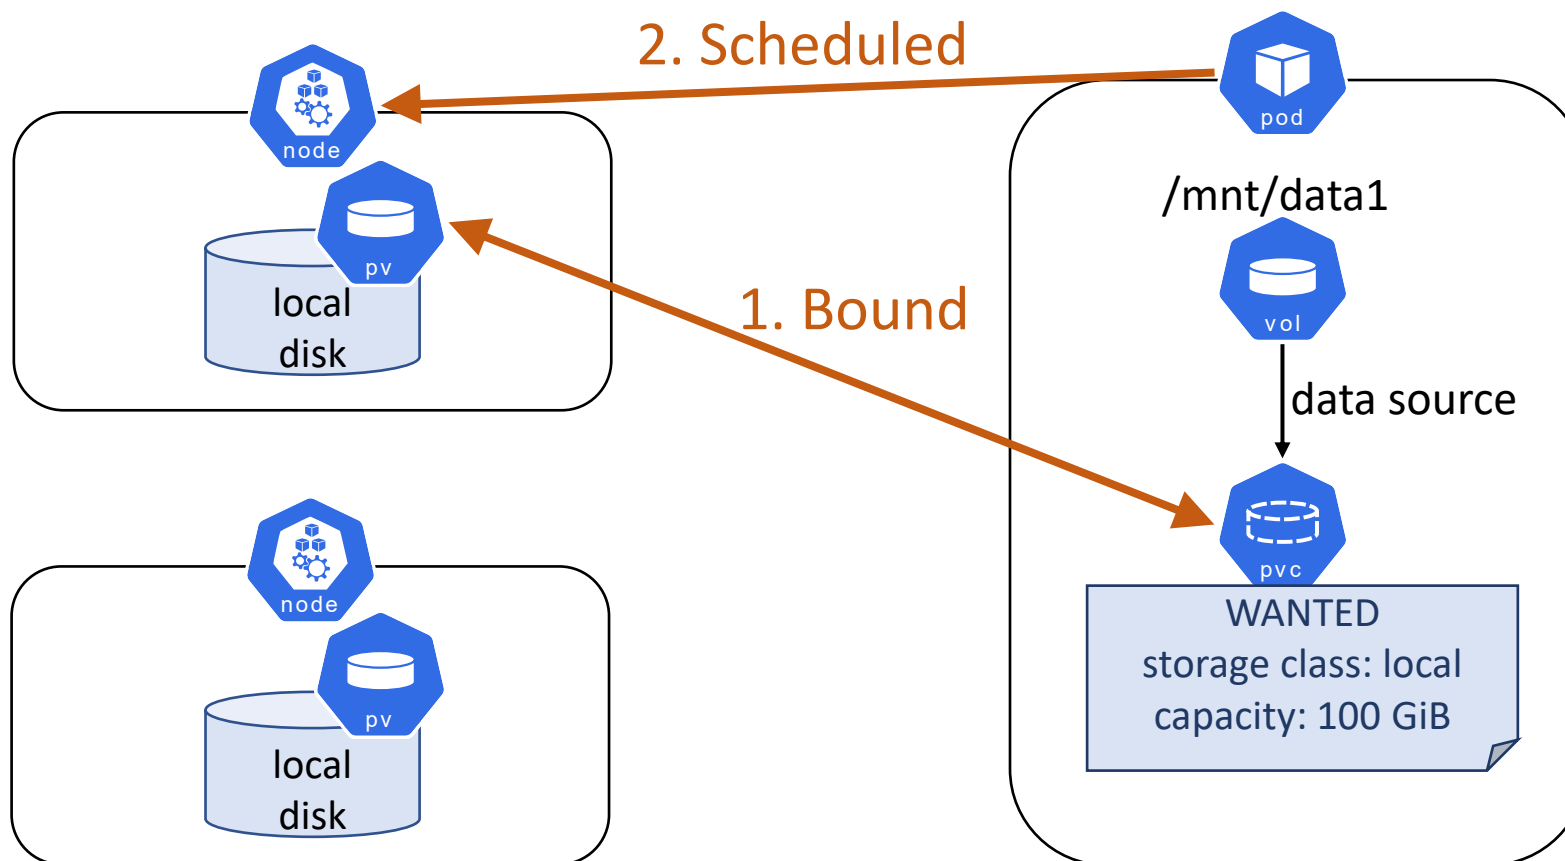 2. Scheduled
node
pod
/mnt/data1
pv
local
disk
vol
1. Bound
data source
node
pvc
pv
local
disk
WANTED
storage class: local
capacity: 100 GiB